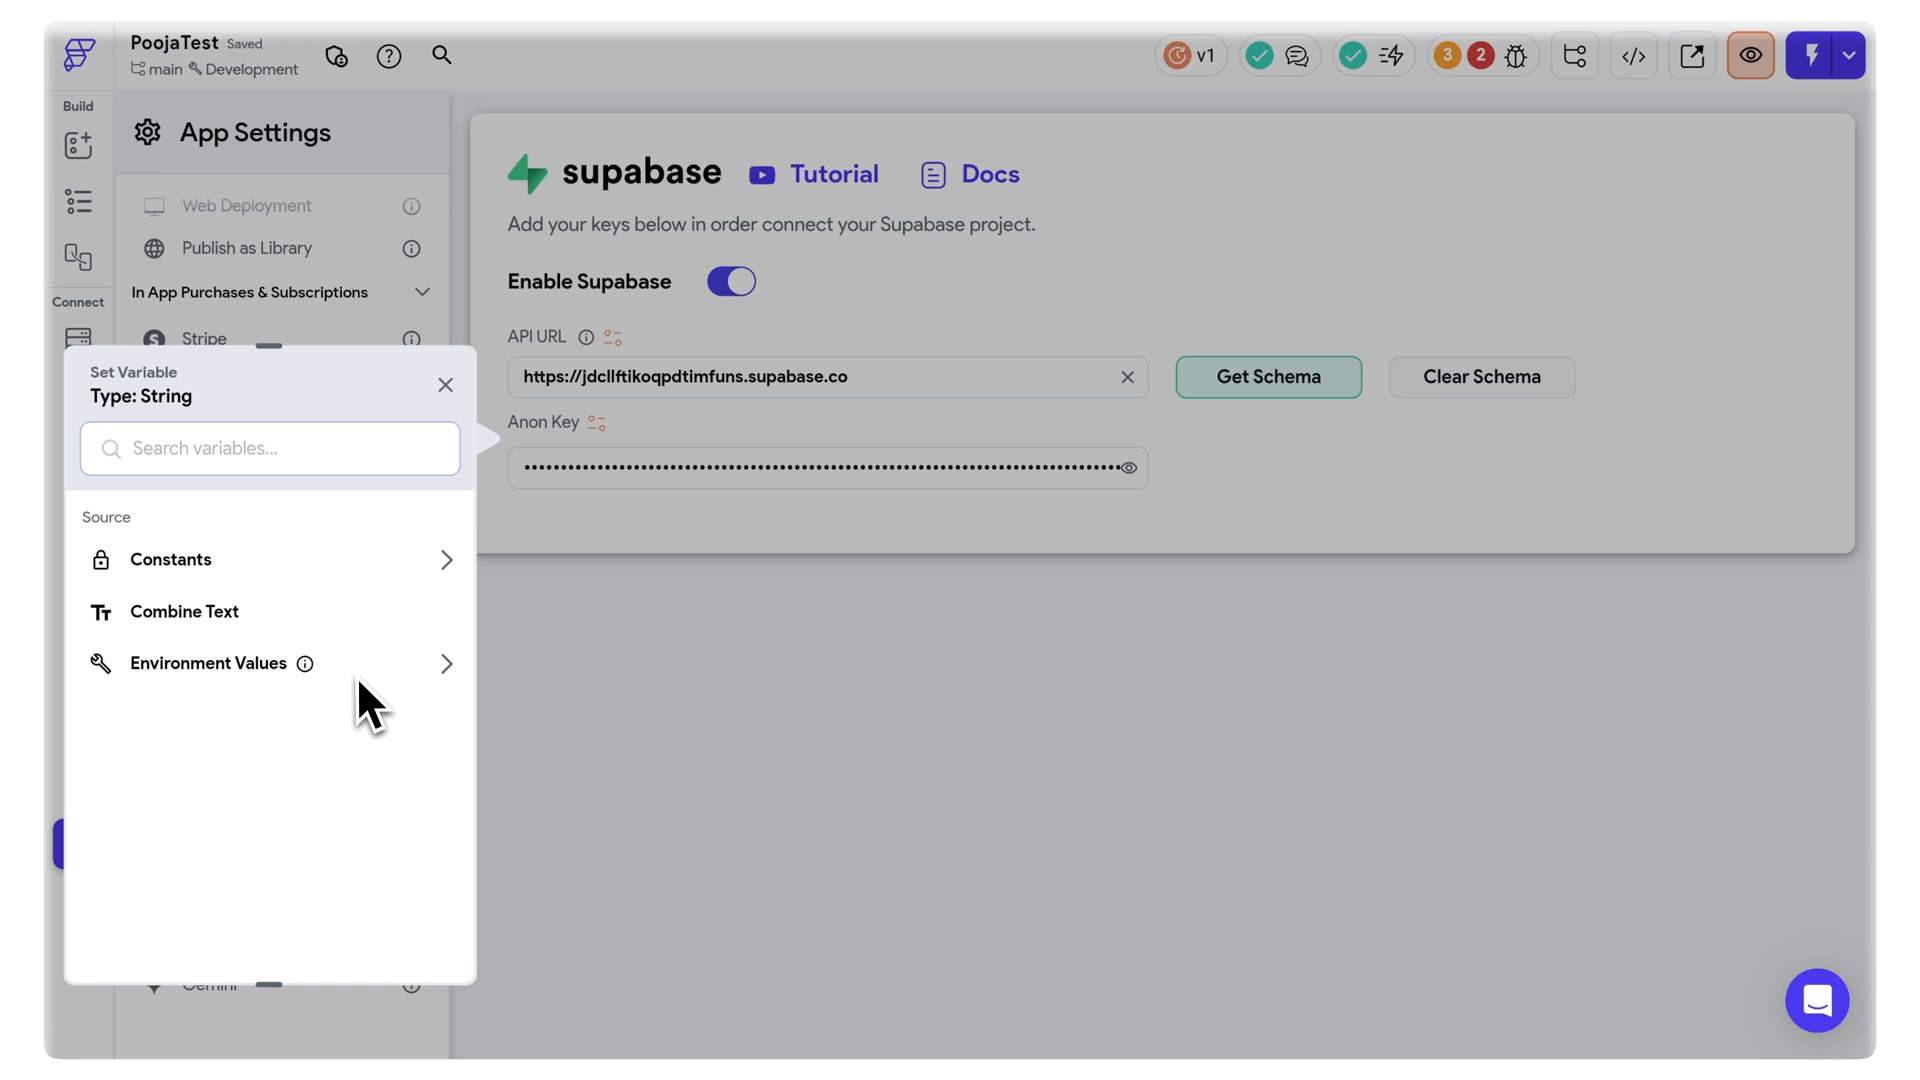 PoojaTest Saved
main Development
v1
3 2
Build
App Settings
Web Deployment
Publish as Library
Connect
In App Purchases & Subscriptions
Stripe
Set Variable
Type: String
Search variables...
Source
Constants
Combine Text
Environment Values
Gemini
supabase Tutorial Docs
Add your keys below in order connect your Supabase project.
Enable Supabase
API URL
https://jdcllftikoqpdtimfuns.supabase.co
Get Schema Clear Schema
Anon Key